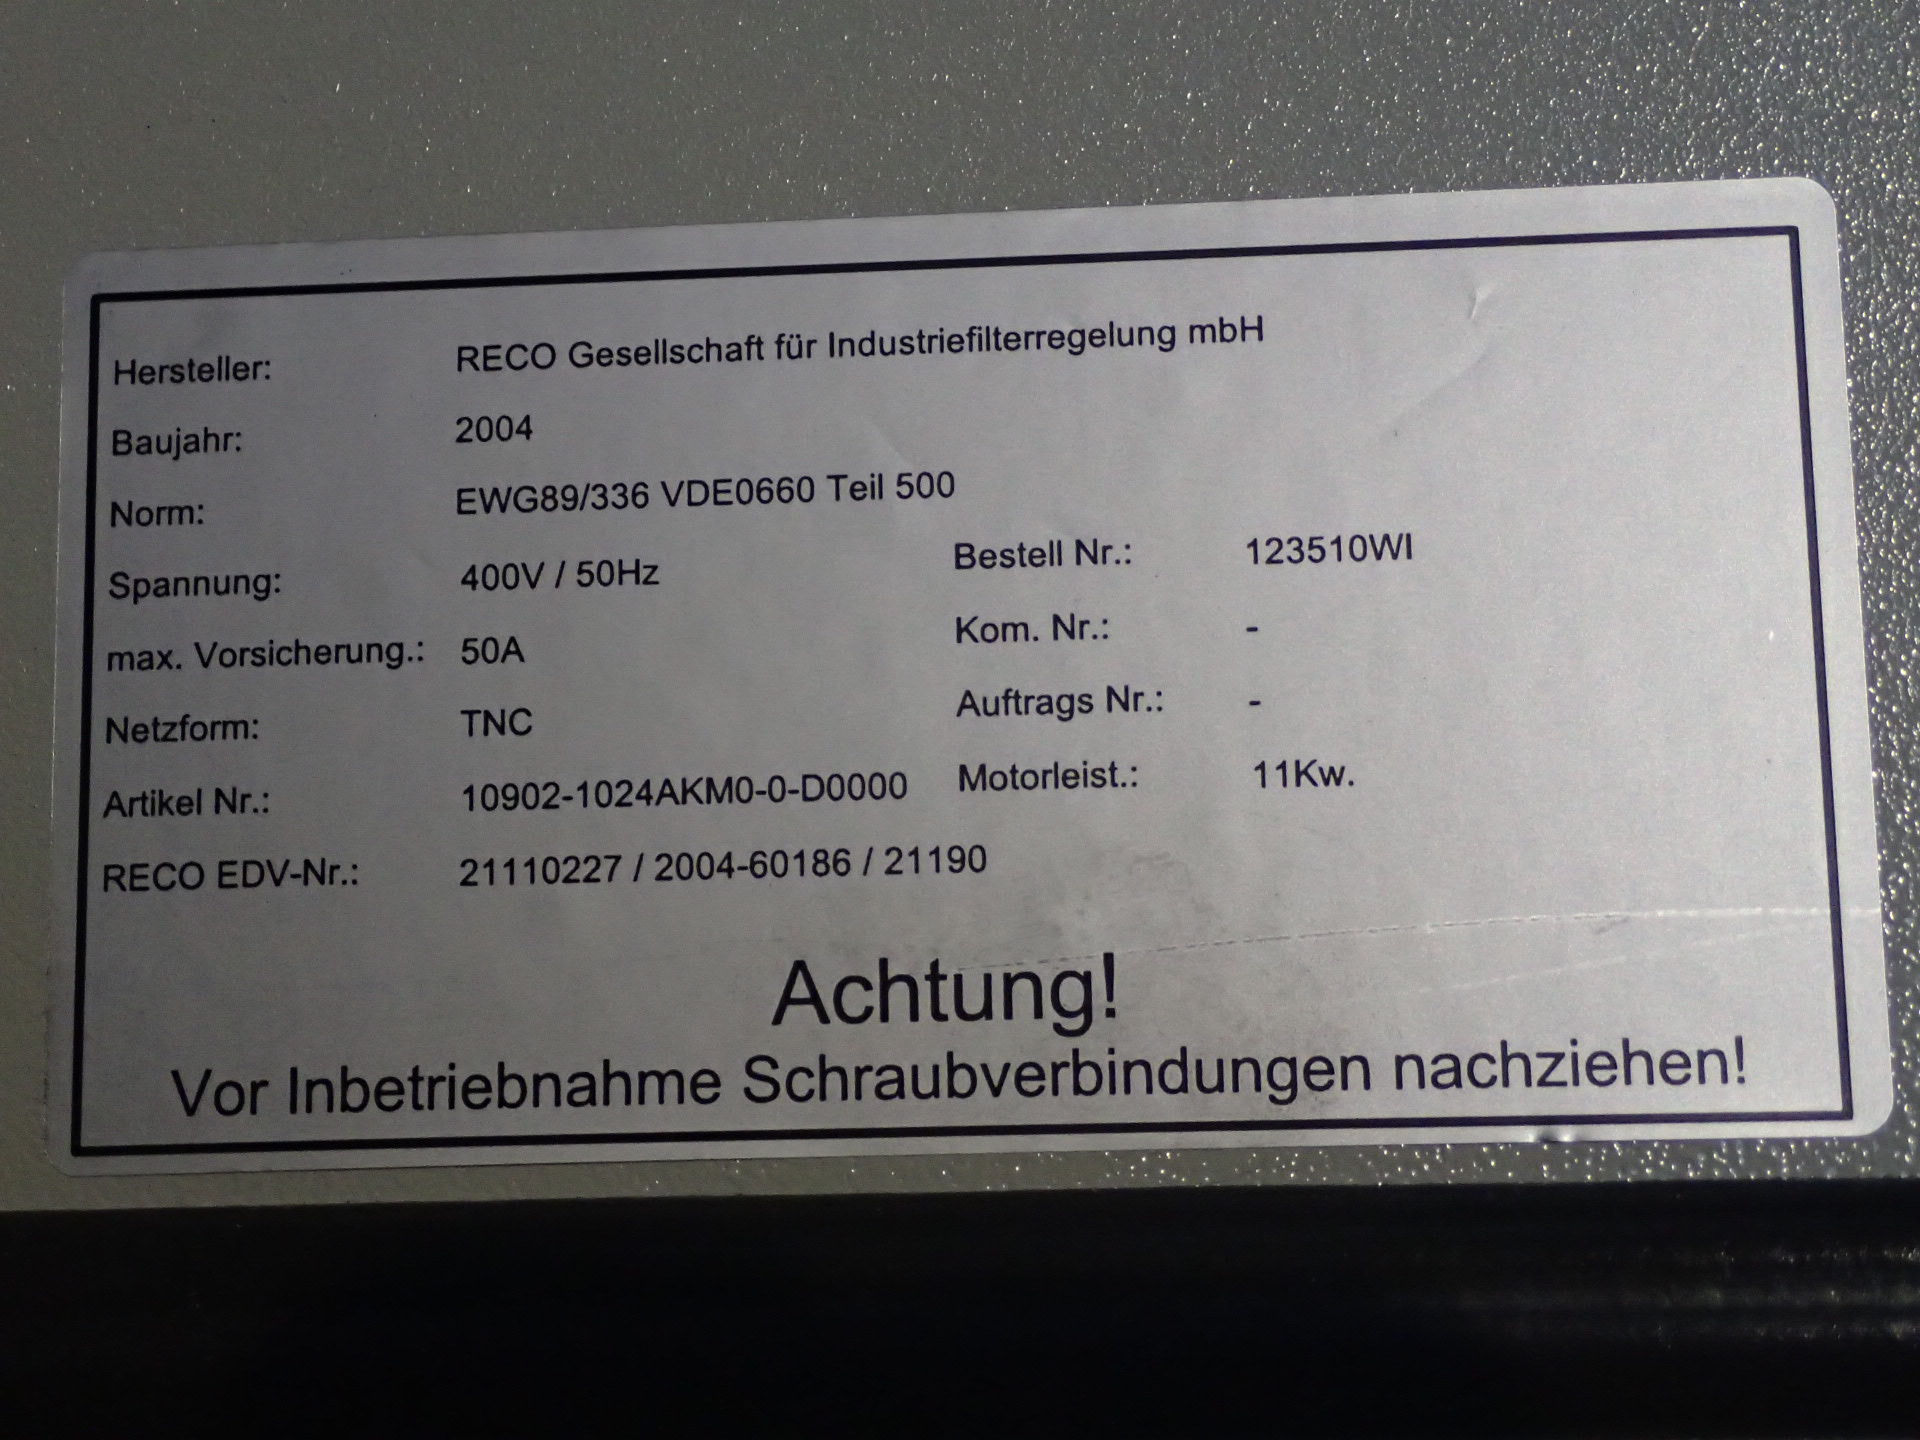 Hersteller: RECO Gesellschaft für Industriefilterregelung mbH
Baujahr: 2004
Norm: EWG89/336 VDE0660 Teil 500
Spannung: 400V / 50Hz Bestell Nr.: 123510WI
max. Vorsicherung.: 50A Kom. Nr.: -
Netzform: TNC Auftrags Nr.: -
Artikel Nr.: 10902-1024AKM0-0-D0000 Motorleist.: 11Kw.
RECO EDV-Nr.: 21110227 / 2004-60186 / 21190
Achtung!
Vor Inbetriebnahme Schraubverbindungen nachziehen!